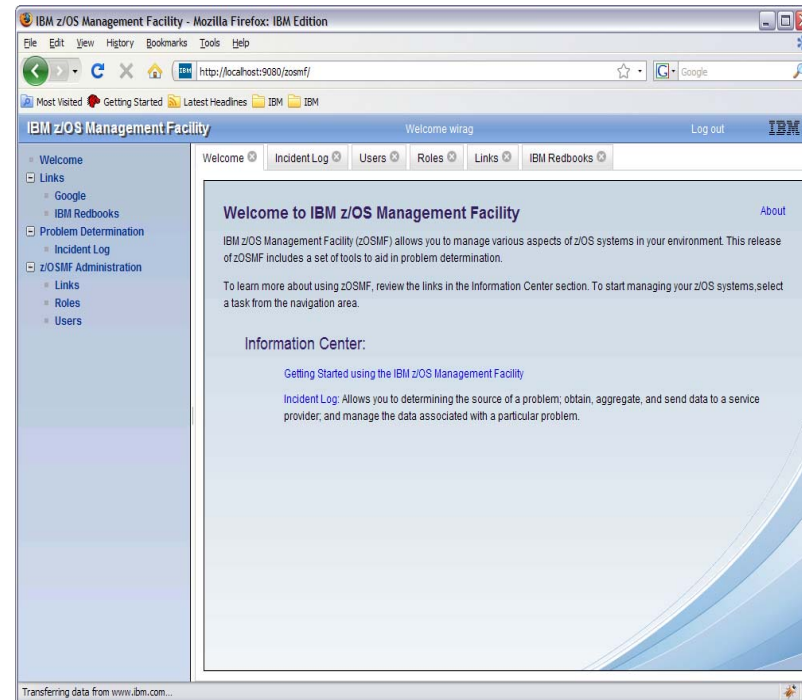 IBM z/OS Management Facility - Mozilla Firefox: IBM Edition
File Edit View History Bookmarks Tools Help
IBM http://localhost:9080/zosmf/ G Google
Most Visited Getting Started Latest Headlines IBM IBM
IBM z/OS Management Facility Welcome wirag Log out IBM
Welcome
Links
Google
IBM Redbooks
Problem Determination
Incident Log
z/OSMF Administration
Links
Roles
Users
Welcome Incident Log Users Roles Links IBM Redbooks
Welcome to IBM z/OS Management Facility About
IBM z/OS Management Facility (zOSMF) allows you to manage various aspects of z/OS systems in your environment. This release
of zOSMF includes a set of tools to aid in problem determination.
To learn more about using zOSMF, review the links in the Information Center section. To start managing your z/OS systems,select
a task from the navigation area.
Information Center:
Getting Started using the IBM z/OS Management Facility
Incident Log: Allows you to determining the source of a problem; obtain, aggregate, and send data to a service
provider; and manage the data associated with a particular problem.
Transferring data from www.ibm.com...